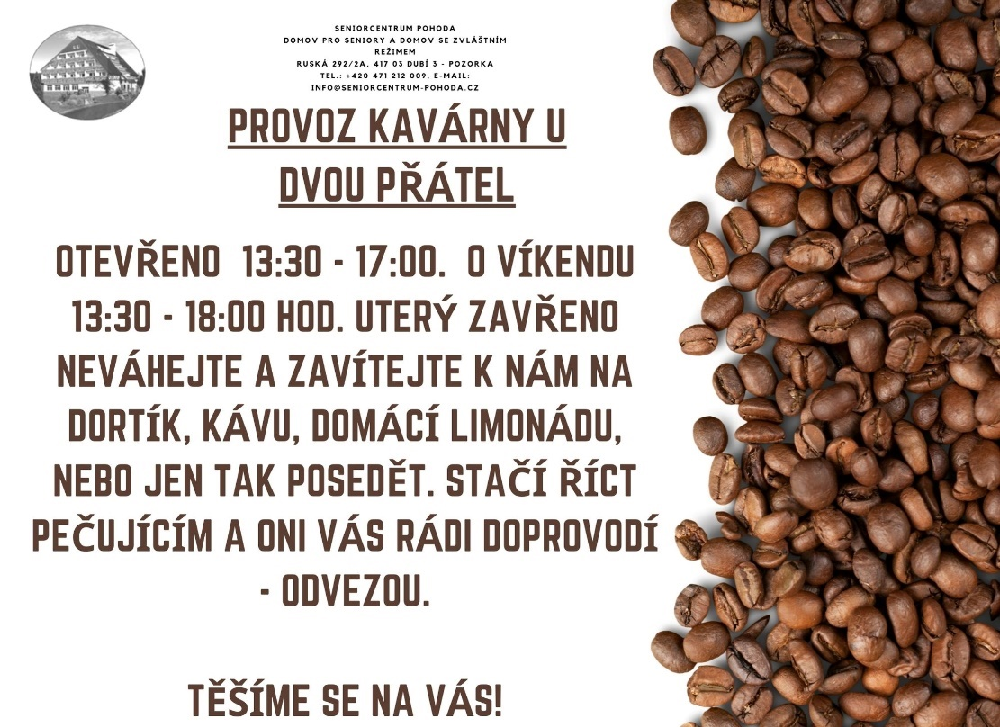 SENIORCENTRUM POHODA
DOMOV PRO SENIORY A DOMOV SE ZVLÁŠTNÍM
REŽIMEM
RUSKÁ 292/2A, 417 03 DUBÍ 3 - POZORKA
TEL.: +420 471 212 009, E-MAIL:
INFO@SENIORCENTRUM-POHODA.CZ
PROVOZ KAVÁRNY U
DVOU PŘÁTEL
OTEVŘENO 13:30 - 17:00. O VÍKENDU
13:30 - 18:00 HOD. UTERÝ ZAVŘENO
NEVÁHEJTE A ZAVÍTEJTE K NÁM NA
DORTÍK, KÁVU, DOMÁCÍ LIMONÁDU,
NEBO JEN TAK POSEDĚT. STAČÍ ŘÍCT
PEČUJÍCÍM A ONI VÁS RÁDI DOPROVODÍ
- ODVEZOU.
TĚŠÍME SE NA VÁS!